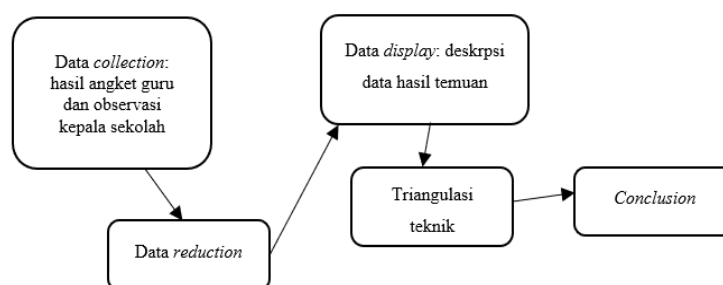 Data collection:
hasil angket guru
dan observasi
kepala sekolah
Data reduction
Data display: deskrpsi
data hasil temuan
Triangulasi
teknik
Conclusion